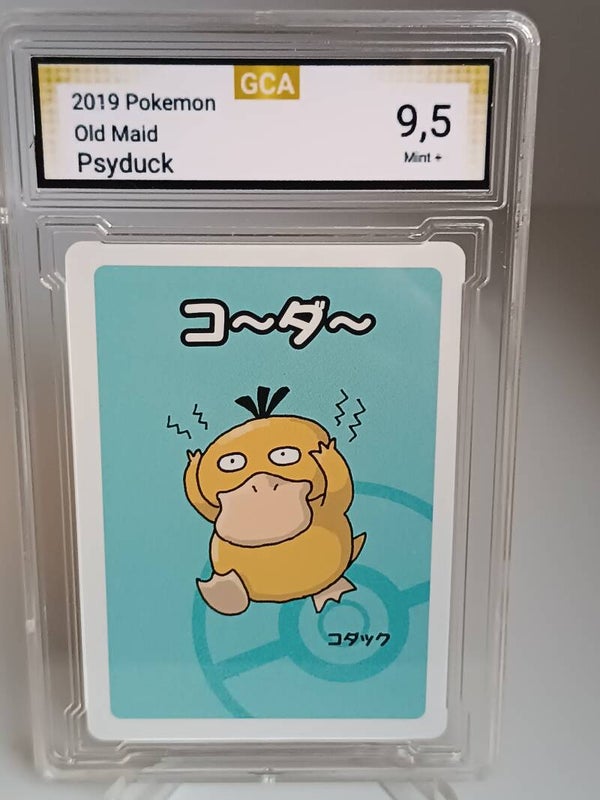 GCA
2019 Pokemon
Old Maid
Psyduck
9,5
Mint +
コ～ダ～
コダック